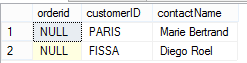 orderid customerID contactName
1 NULL PARIS Marie Bertrand
2 NULL FISSA Diego Roel